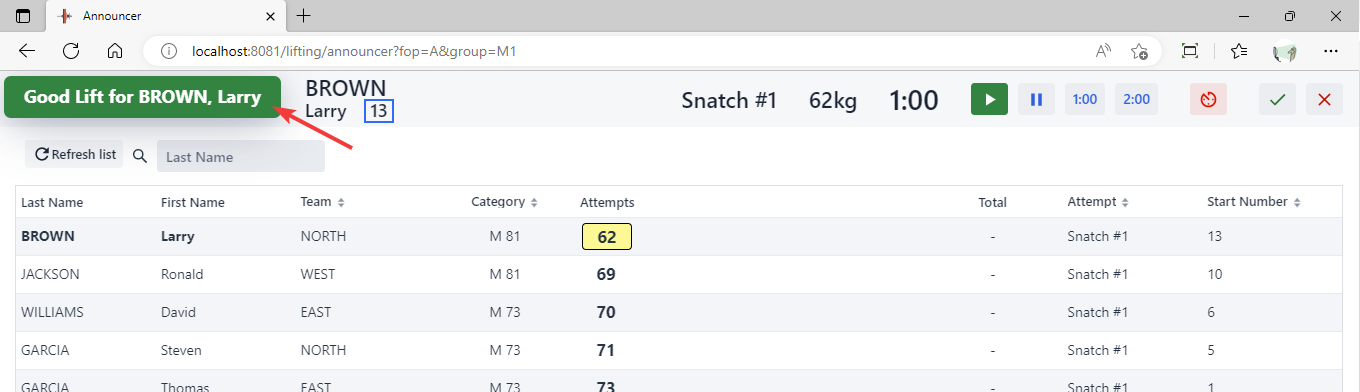 Announcer
localhost:8081/lifting/announcer?fop=A&group=M1
Good Lift for BROWN, Larry
BROWN
Larry 13
Snatch #1 62kg 1:00 1:00 2:00
Refresh list Last Name
Last Name First Name Team Category Attempts Total Attempt Start Number
BROWN Larry NORTH M 81 62 - Snatch #1 13
JACKSON Ronald WEST M 81 69 - Snatch #1 10
WILLIAMS David EAST M 73 70 - Snatch #1 6
GARCIA Steven NORTH M 73 71 - Snatch #1 5
GARCIA Thomas EAST M 73 73 - Snatch #1 1